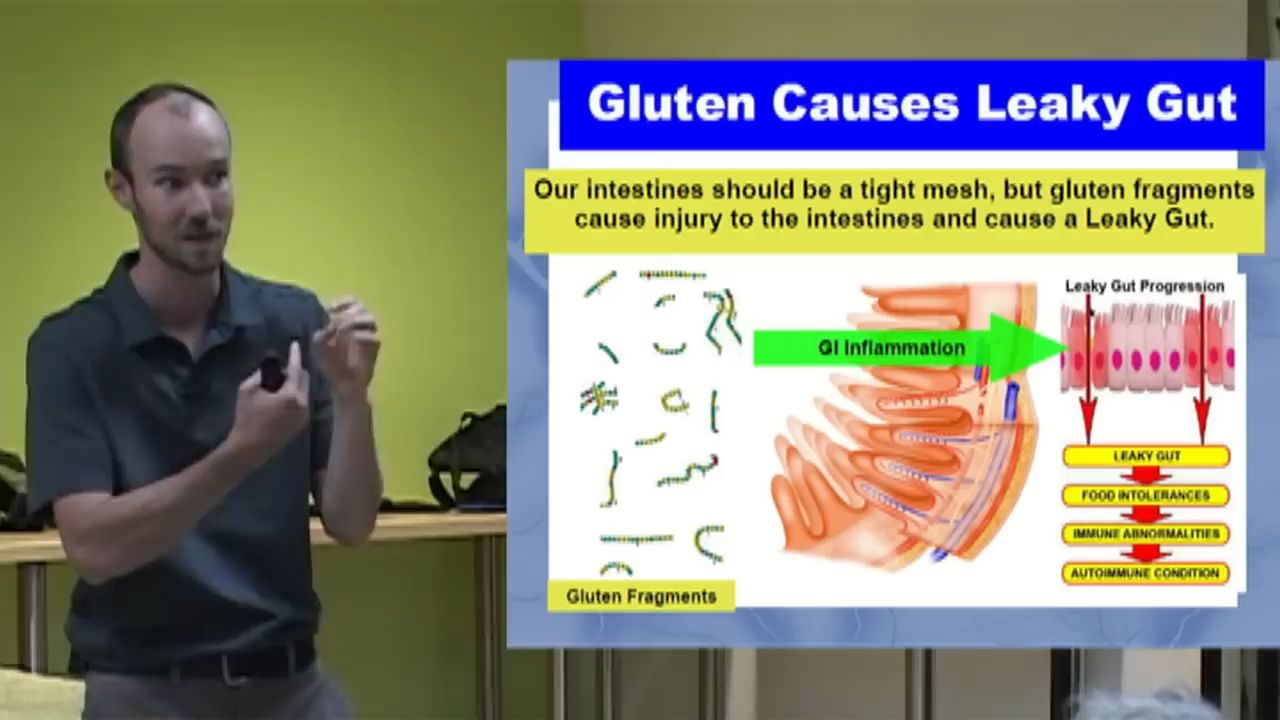 Gluten Causes Leaky Gut
Our intestines should be a tight mesh, but gluten fragments
cause injury to the intestines and cause a Leaky Gut.
Leaky Gut Progression
GI Inflammation
LEAKY GUT
FOOD INTOLERANCES
IMMUNE ABNORMALITIES
AUTOIMMUNE CONDITION
Gluten Fragments